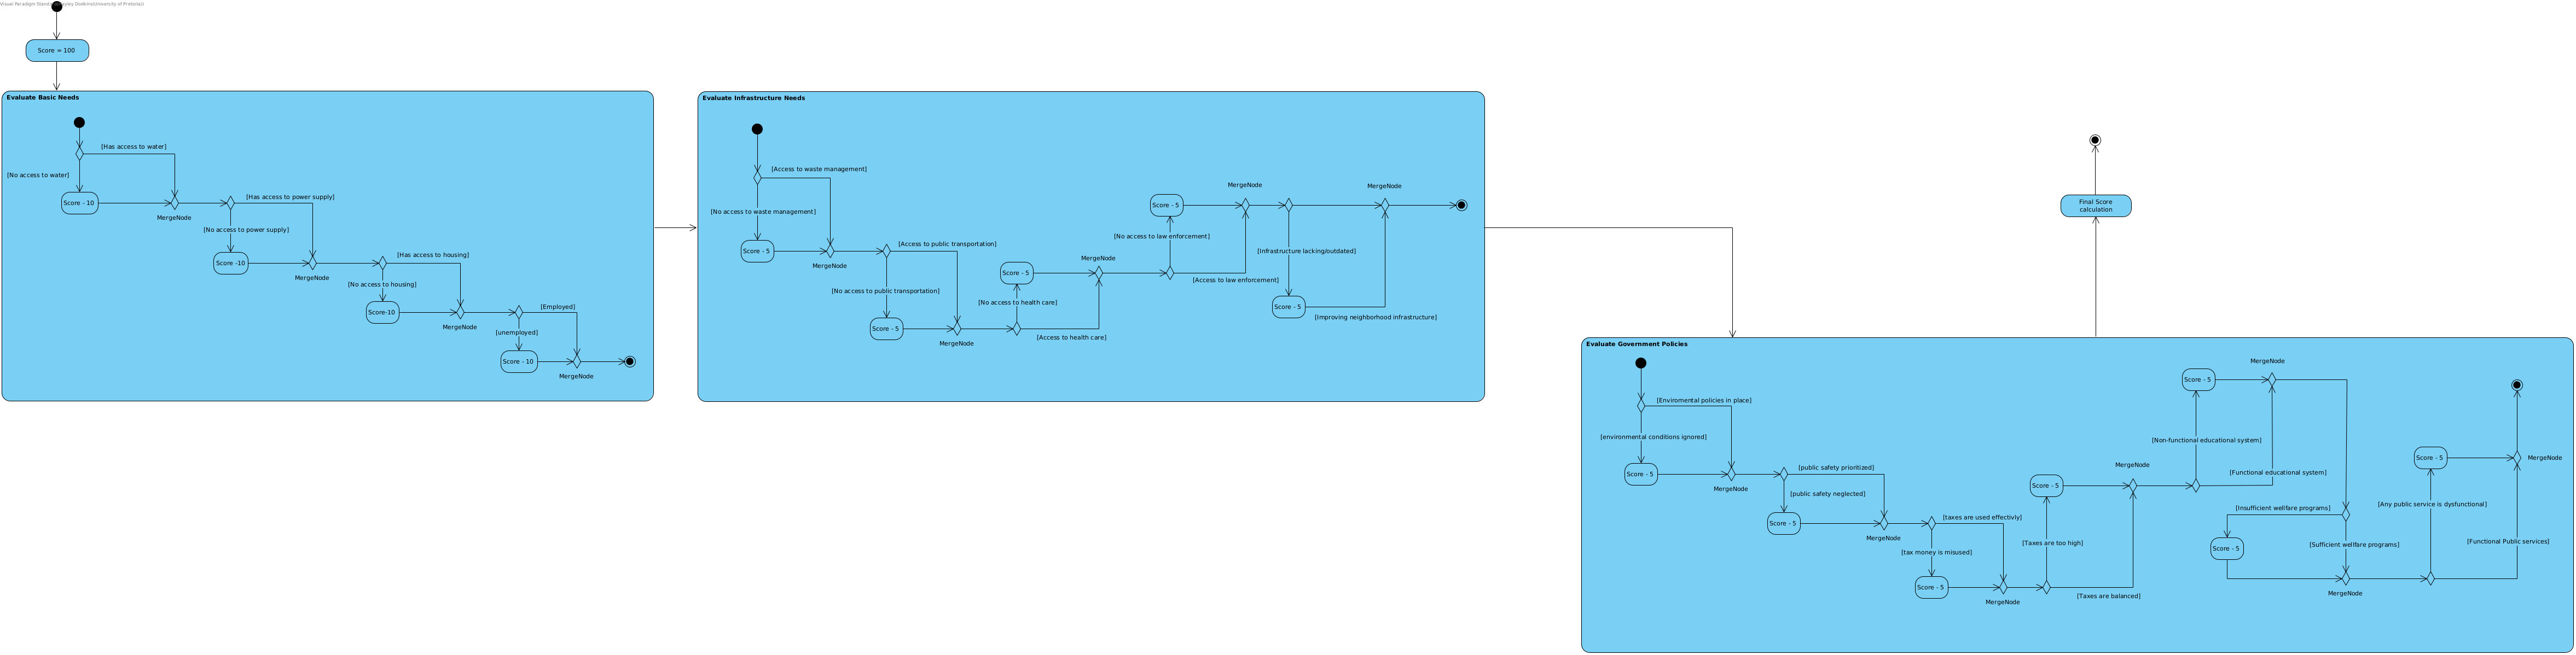 Visual Paradigm Standard
(University of Pretoria)
Score = 100
Evaluate Basic Needs
[Has access to water]
[No access to water]
Score - 10
MergeNode
[Has access to power supply]
[No access to power supply]
Score -10
MergeNode
[Has access to housing]
[No access to housing]
Score-10
MergeNode
[Employed]
[unemployed]
Score - 10
MergeNode
Evaluate Infrastructure Needs
[Access to waste management]
[No access to waste management]
Score - 5
MergeNode
[Access to public transportation]
[No access to public transportation]
Score - 5
MergeNode
[No access to health care]
Score - 5
[Access to health care]
MergeNode
[No access to law enforcement]
Score - 5
[Access to law enforcement]
MergeNode
[Infrastructure lacking/outdated]
Score - 5
[Improving neighborhood infrastructure]
MergeNode
Evaluate Government Policies
[Enviromental policies in place]
[environmental conditions ignored]
Score - 5
MergeNode
[public safety prioritized]
[public safety neglected]
Score - 5
MergeNode
[taxes are used effectivly]
[tax money is misused]
Score - 5
MergeNode
[Taxes are too high]
Score - 5
[Taxes are balanced]
MergeNode
[Non-functional educational system]
Score - 5
[Functional educational system]
MergeNode
[Insufficient wellfare programs]
Score - 5
[Sufficient wellfare programs]
MergeNode
[Any public service is dysfunctional]
Score - 5
[Functional Public services]
MergeNode
Final Score
calculation